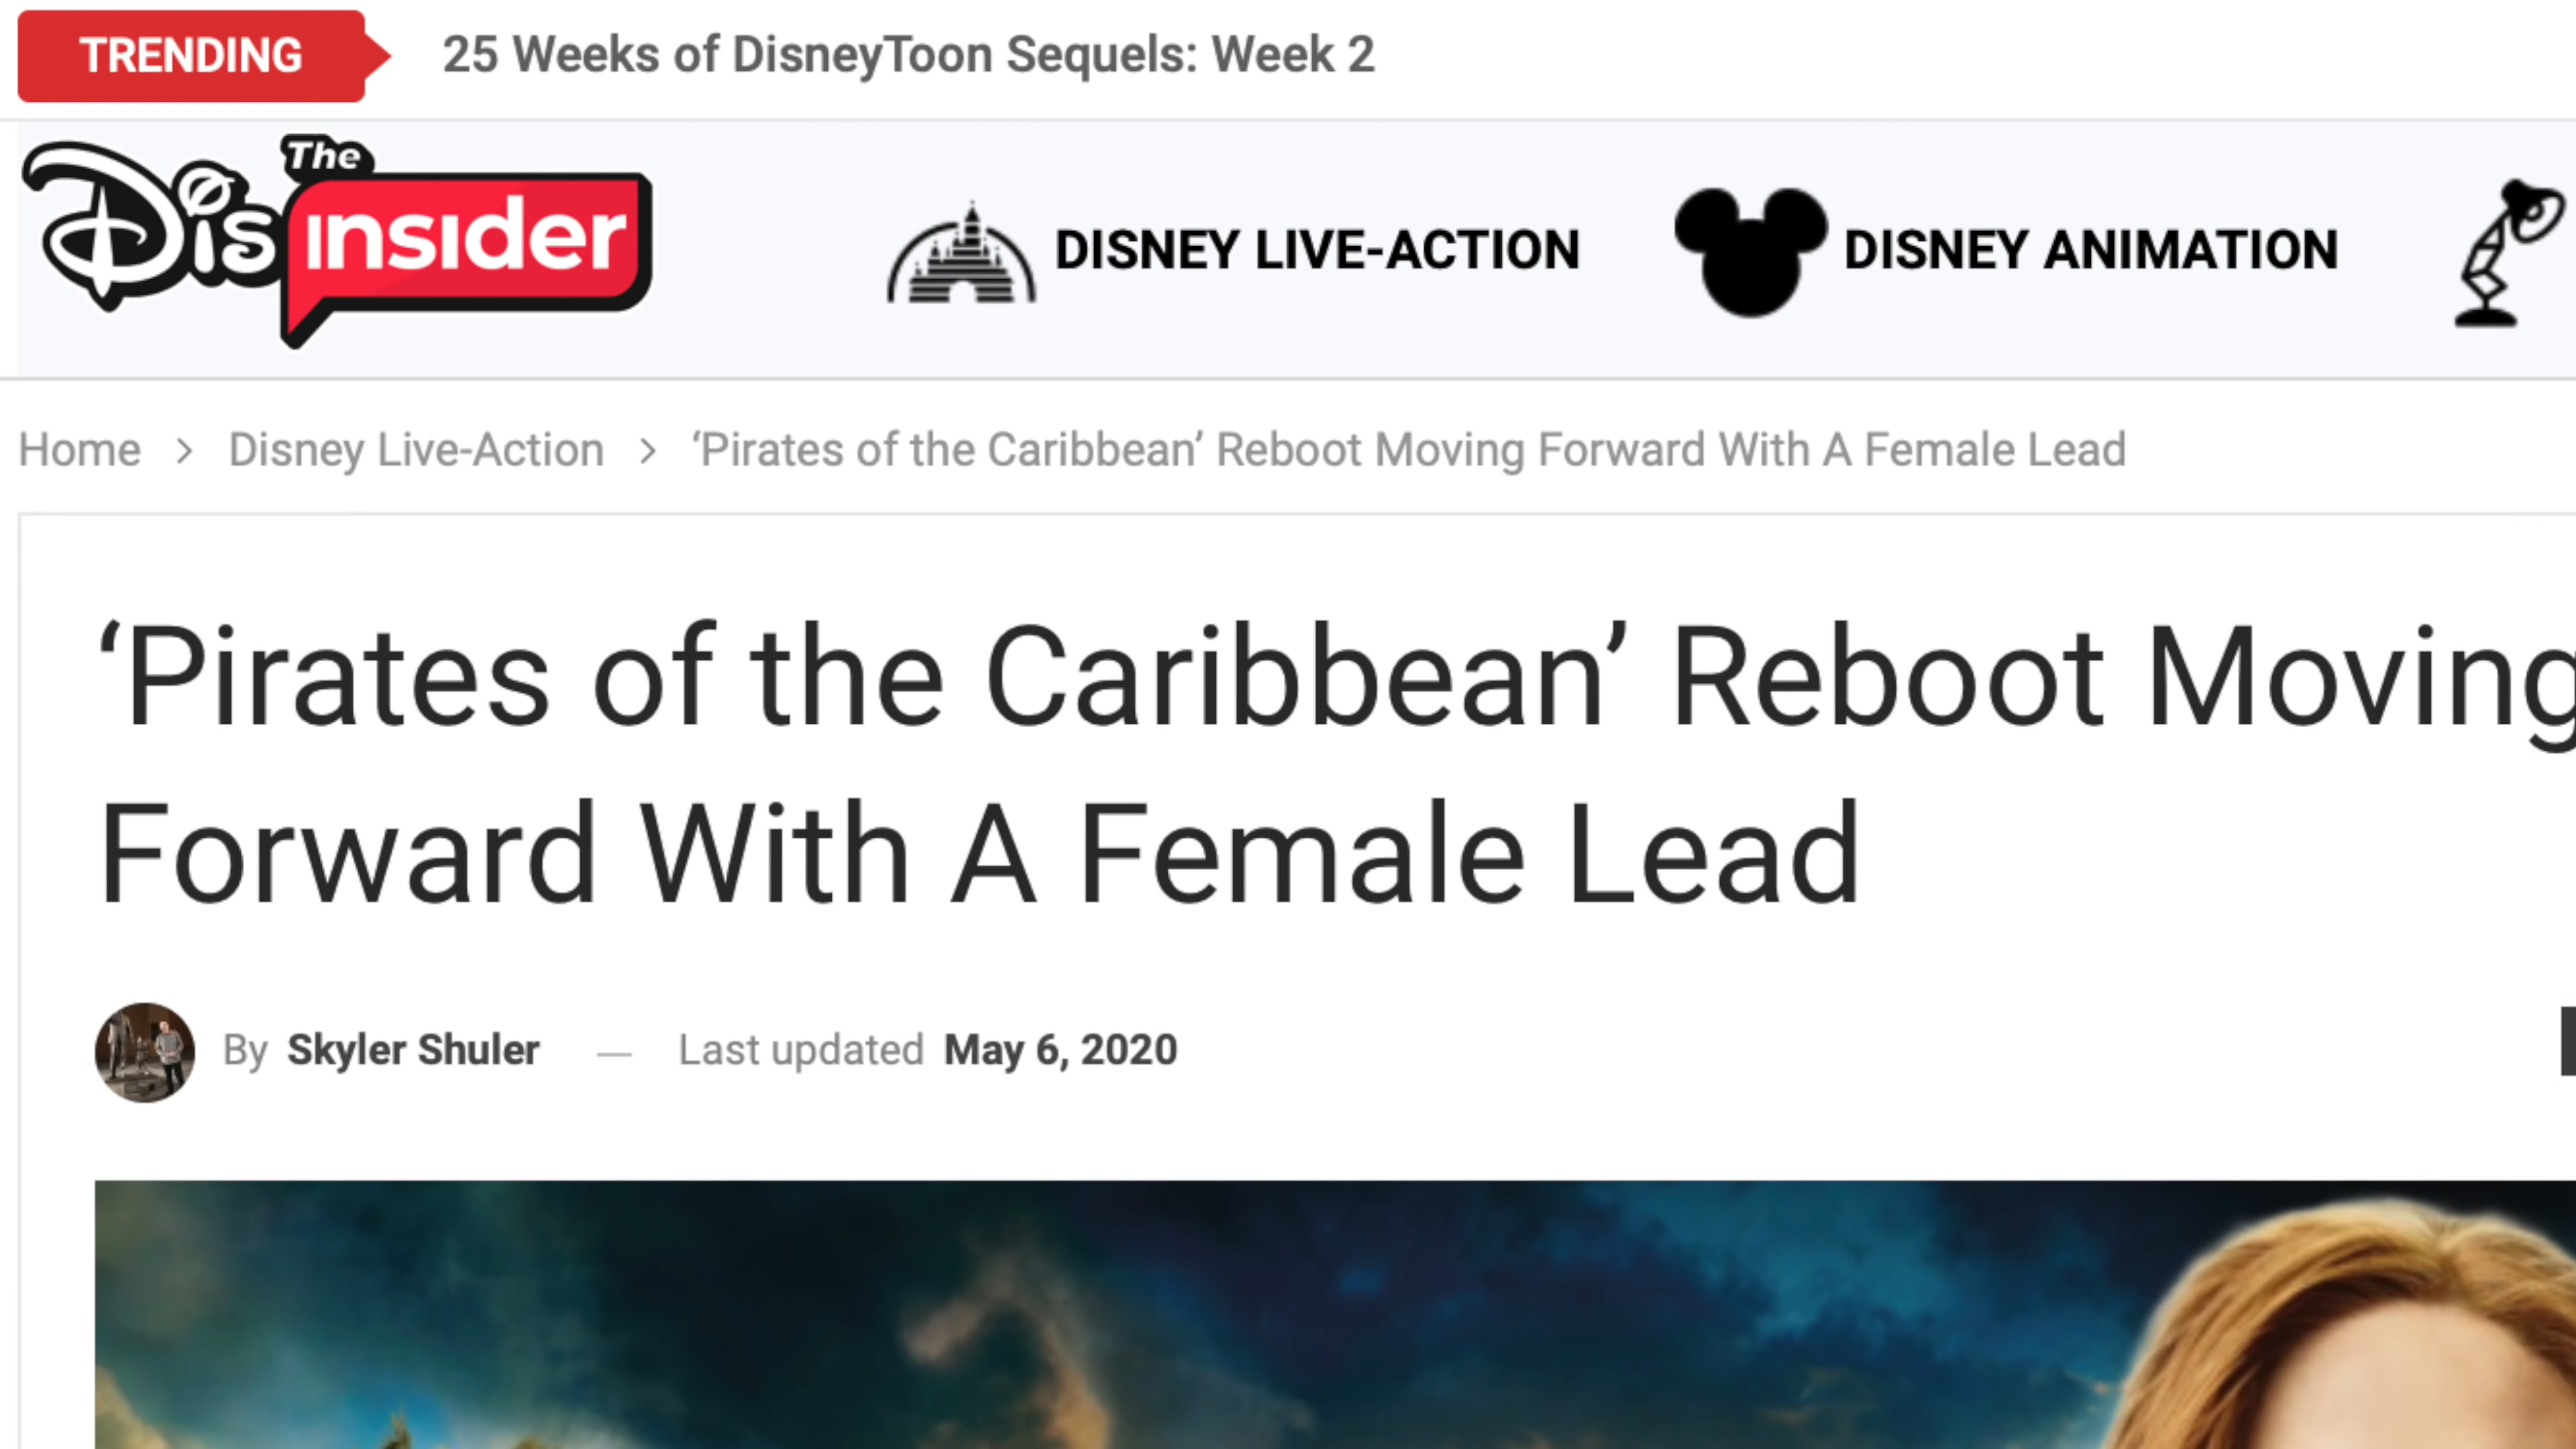 TRENDING 25 Weeks of DisneyToon Sequels: Week 2
The
Dis insider
DISNEY LIVE-ACTION DISNEY ANIMATION
Home > Disney Live-Action > ‘Pirates of the Caribbean’ Reboot Moving Forward With A Female Lead
‘Pirates of the Caribbean’ Reboot Moving
Forward With A Female Lead
By Skyler Shuler — Last updated May 6, 2020